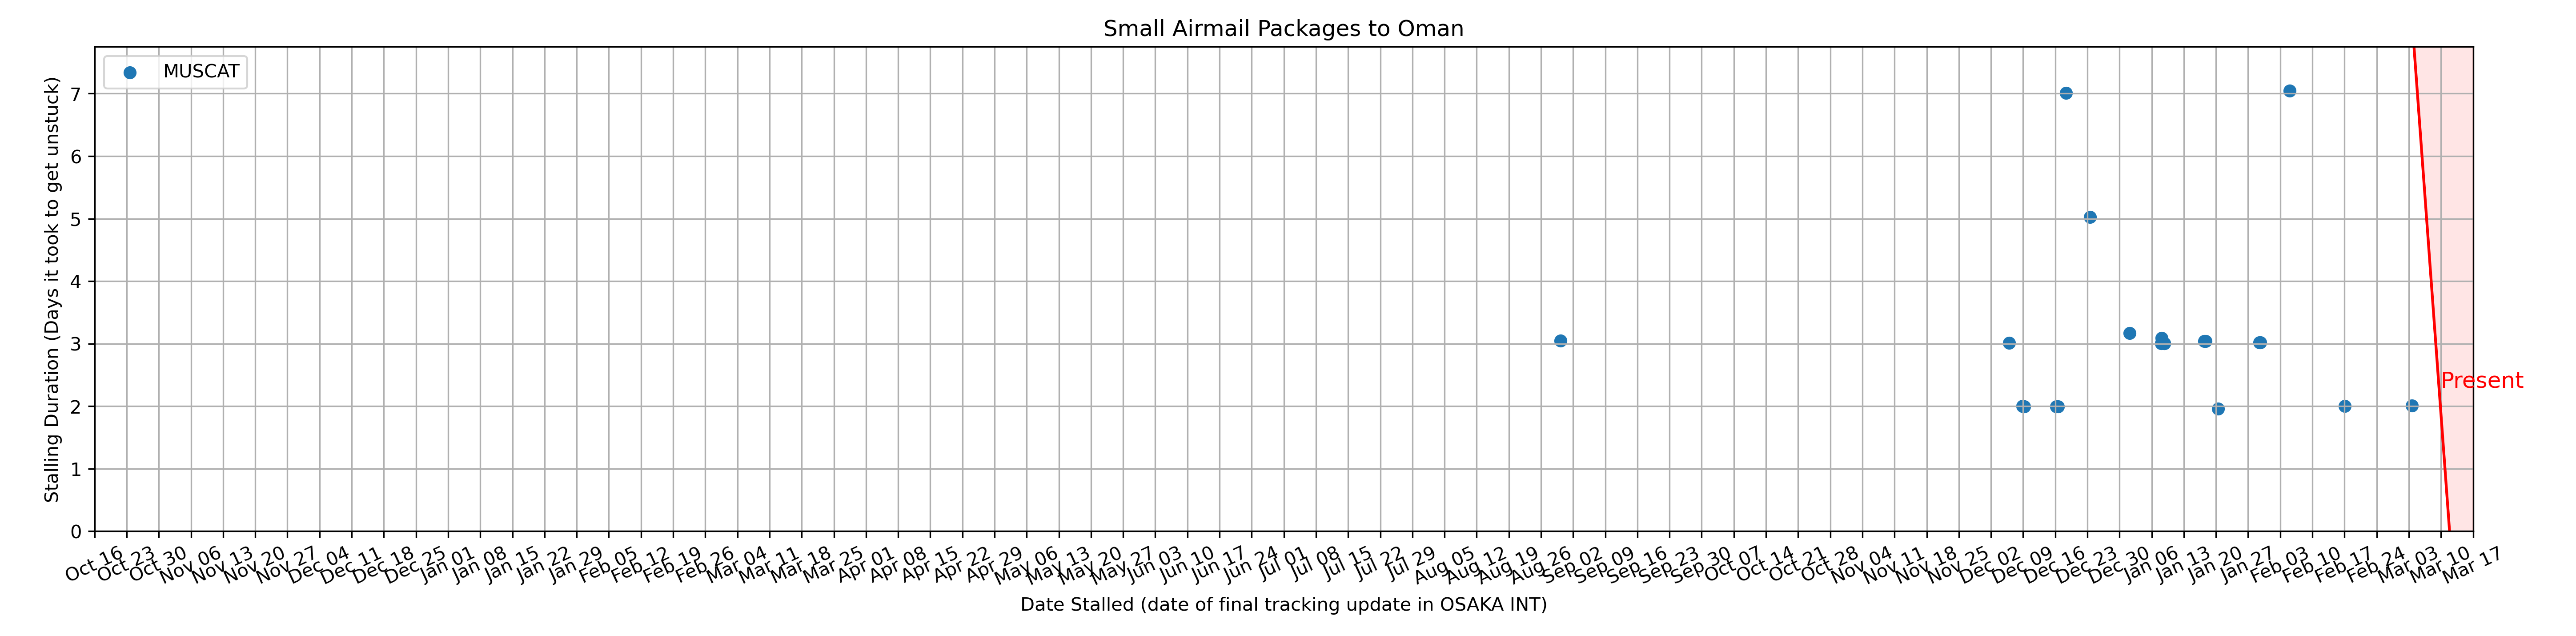 Small Airmail Packages to Oman
MUSCAT
Stalling Duration (Days it took to get unstuck)
7
6
5
4
3
2
1
0
Present
Oct 16 Oct 23 Oct 30 Nov 06 Nov 13 Nov 20 Nov 27 Dec 04 Dec 11 Dec 18 Dec 25 Jan 01 Jan 08 Jan 15 Jan 22 Jan 29 Feb 05 Feb 12 Feb 19 Feb 26 Mar 04 Mar 11 Mar 18 Mar 25 Apr 01 Apr 08 Apr 15 Apr 22 Apr 29 May 06 May 13 May 20 May 27 Jun 03 Jun 10 Jun 17 Jun 24 Jul 01 Jul 08 Jul 15 Jul 22 Jul 29 Aug 05 Aug 12 Aug 19 Aug 26 Sep 02 Sep 09 Sep 16 Sep 23 Sep 30 Oct 07 Oct 14 Oct 21 Oct 28 Nov 04 Nov 11 Nov 18 Nov 25 Dec 02 Dec 09 Dec 16 Dec 23 Dec 30 Jan 06 Jan 13 Jan 20 Jan 27 Feb 03 Feb 10 Feb 17 Feb 24 Mar 03 Mar 10 Mar 17
Date Stalled (date of final tracking update in OSAKA INT)